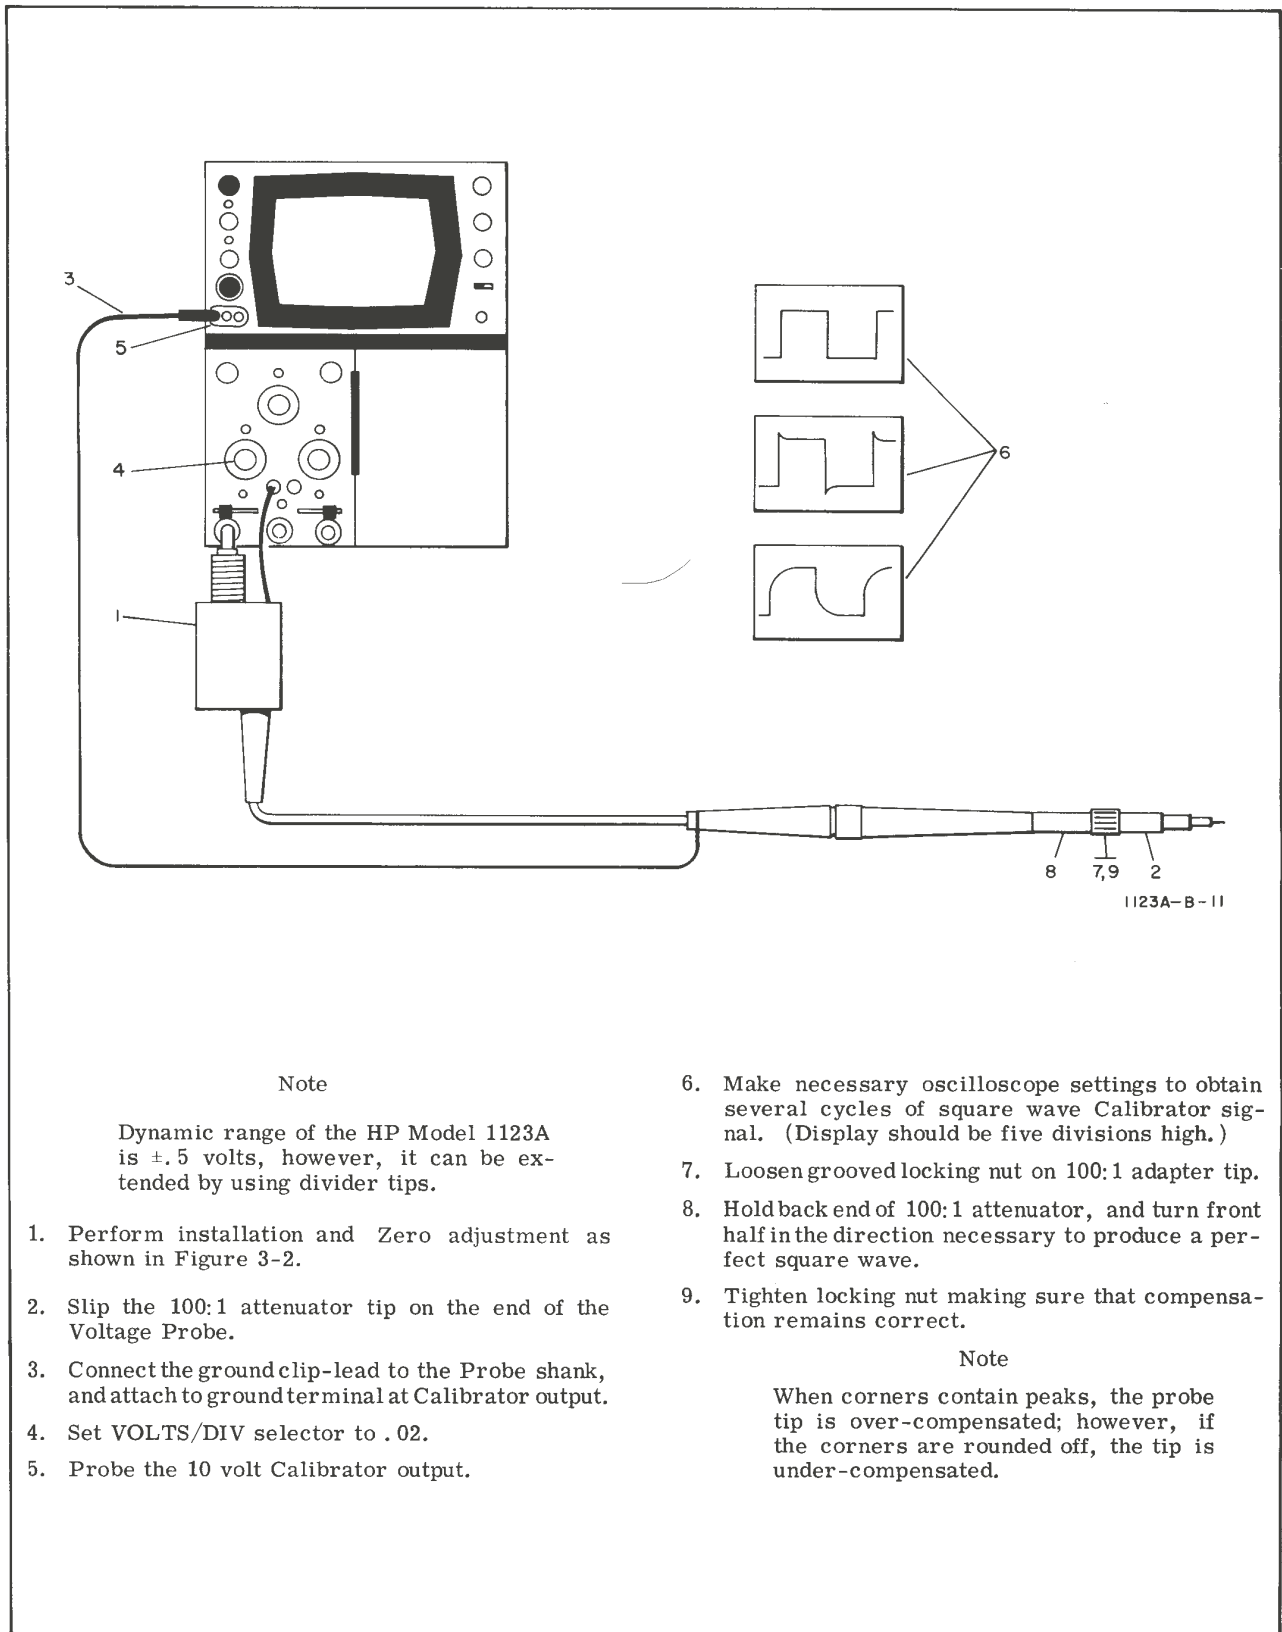 3
5
4
6
1
8
7,9
2
1123A-B-11
Note
Dynamic range of the HP Model 1123A
is ±.5 volts, however, it can be ex-
tended by using divider tips.
1. Perform installation and Zero adjustment as
shown in Figure 3-2.
2. Slip the 100:1 attenuator tip on the end of the
Voltage Probe.
3. Connect the ground clip-lead to the Probe shank,
and attach to ground terminal at Calibrator output.
4. Set VOLTS/DIV selector to .02.
5. Probe the 10 volt Calibrator output.
6. Make necessary oscilloscope settings to obtain
several cycles of square wave Calibrator sig-
nal. (Display should be five divisions high.)
7. Loosen grooved locking nut on 100:1 adapter tip.
8. Hold back end of 100:1 attenuator, and turn front
half in the direction necessary to produce a per-
fect square wave.
9. Tighten locking nut making sure that compensa-
tion remains correct.
Note
When corners contain peaks, the probe
tip is over-compensated; however, if
the corners are rounded off, the tip is
under-compensated.